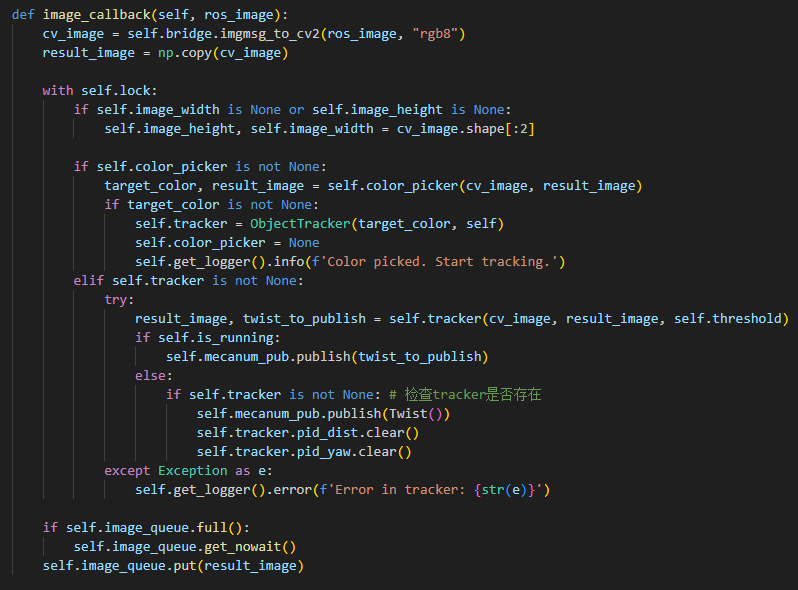 def image_callback(self, ros_image):
    cv_image = self.bridge.imgmsg_to_cv2(ros_image, "rgb8")
    result_image = np.copy(cv_image)

    with self.lock:
        if self.image_width is None or self.image_height is None:
            self.image_height, self.image_width = cv_image.shape[:2]

        if self.color_picker is not None:
            target_color, result_image = self.color_picker(cv_image, result_image)
            if target_color is not None:
                self.tracker = ObjectTracker(target_color, self)
                self.color_picker = None
                self.get_logger().info(f'Color picked. Start tracking.')
        elif self.tracker is not None:
            try:
                result_image, twist_to_publish = self.tracker(cv_image, result_image, self.threshold)
                if self.is_running:
                    self.mecanum_pub.publish(twist_to_publish)
                else:
                    if self.tracker is not None: # 检查tracker是否存在
                        self.mecanum_pub.publish(Twist())
                        self.tracker.pid_dist.clear()
                        self.tracker.pid_yaw.clear()
            except Exception as e:
                self.get_logger().error(f'Error in tracker: {str(e)}')

    if self.image_queue.full():
        self.image_queue.get_nowait()
    self.image_queue.put(result_image)